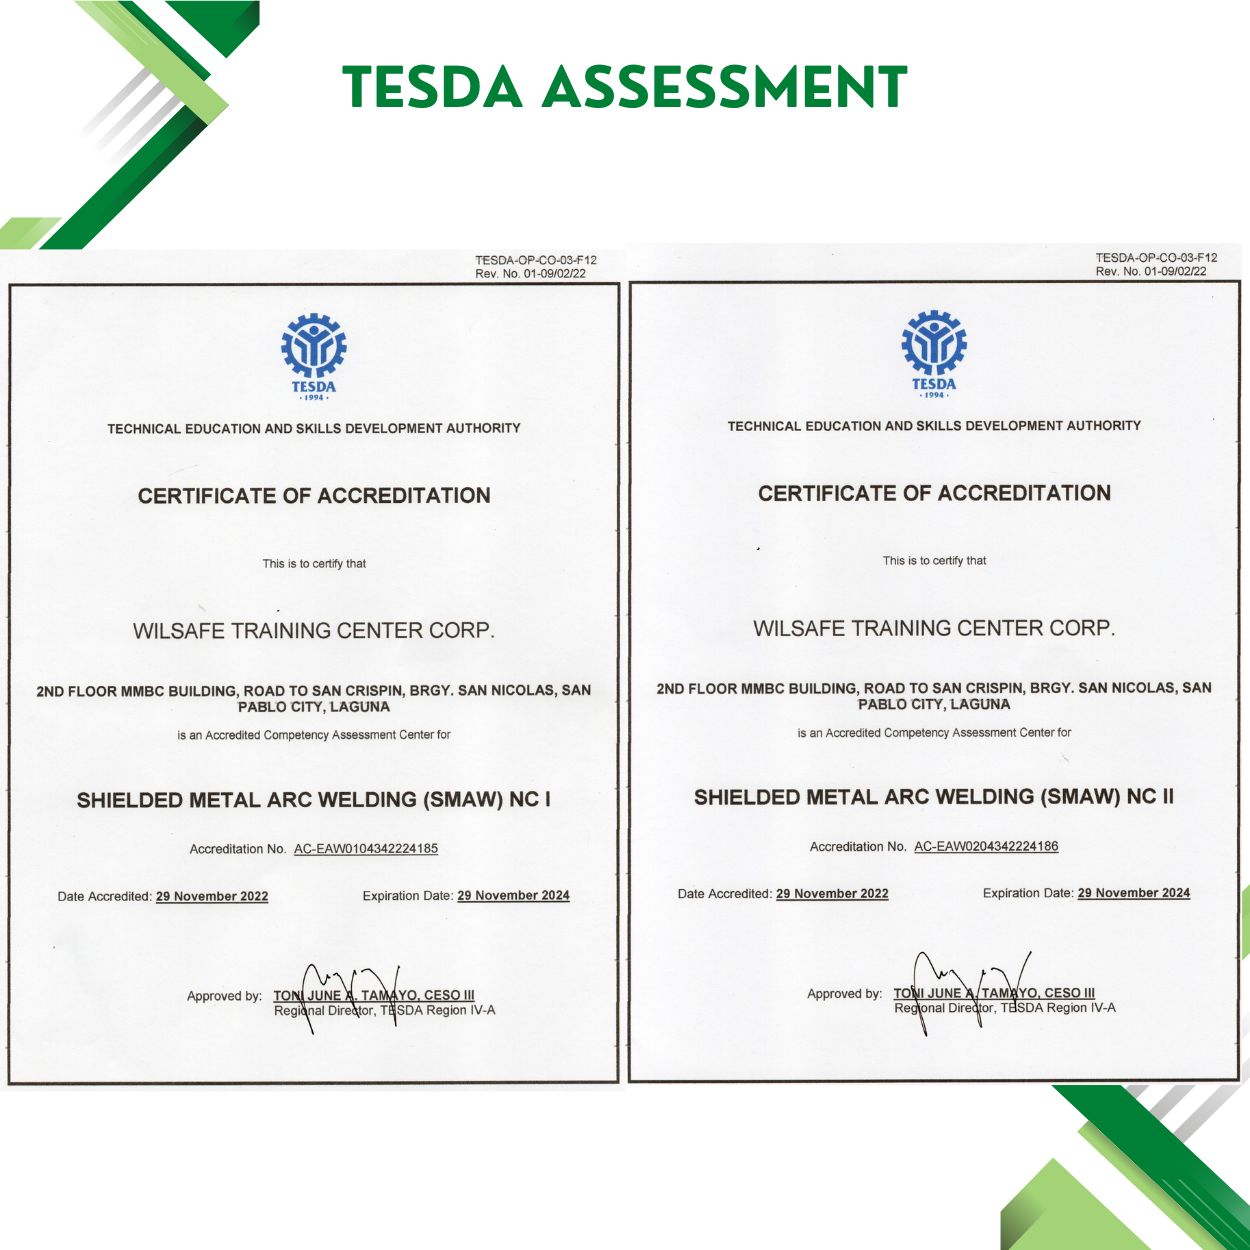 TESDA ASSESSMENT
TESDA-OP-CO-03-F12
Rev. No. 01-09/02/22
TESDA
· 1994 ·
TECHNICAL EDUCATION AND SKILLS DEVELOPMENT AUTHORITY
CERTIFICATE OF ACCREDITATION
This is to certify that
WILSAFE TRAINING CENTER CORP.
2ND FLOOR MMBC BUILDING, ROAD TO SAN CRISPIN, BRGY. SAN NICOLAS, SAN
PABLO CITY, LAGUNA
is an Accredited Competency Assessment Center for
SHIELDED METAL ARC WELDING (SMAW) NC I
Accreditation No. AC-EAW0104342224185
Date Accredited: 29 November 2022 Expiration Date: 29 November 2024
Approved by: TONI JUNE A. TAMAYO, CESO III
Regional Director, TESDA Region IV-A
TESDA-OP-CO-03-F12
Rev. No. 01-09/02/22
TESDA
· 1994 ·
TECHNICAL EDUCATION AND SKILLS DEVELOPMENT AUTHORITY
CERTIFICATE OF ACCREDITATION
This is to certify that
WILSAFE TRAINING CENTER CORP.
2ND FLOOR MMBC BUILDING, ROAD TO SAN CRISPIN, BRGY. SAN NICOLAS, SAN
PABLO CITY, LAGUNA
is an Accredited Competency Assessment Center for
SHIELDED METAL ARC WELDING (SMAW) NC II
Accreditation No. AC-EAW0204342224186
Date Accredited: 29 November 2022 Expiration Date: 29 November 2024
Approved by: TONI JUNE A. TAMAYO, CESO III
Regional Director, TESDA Region IV-A